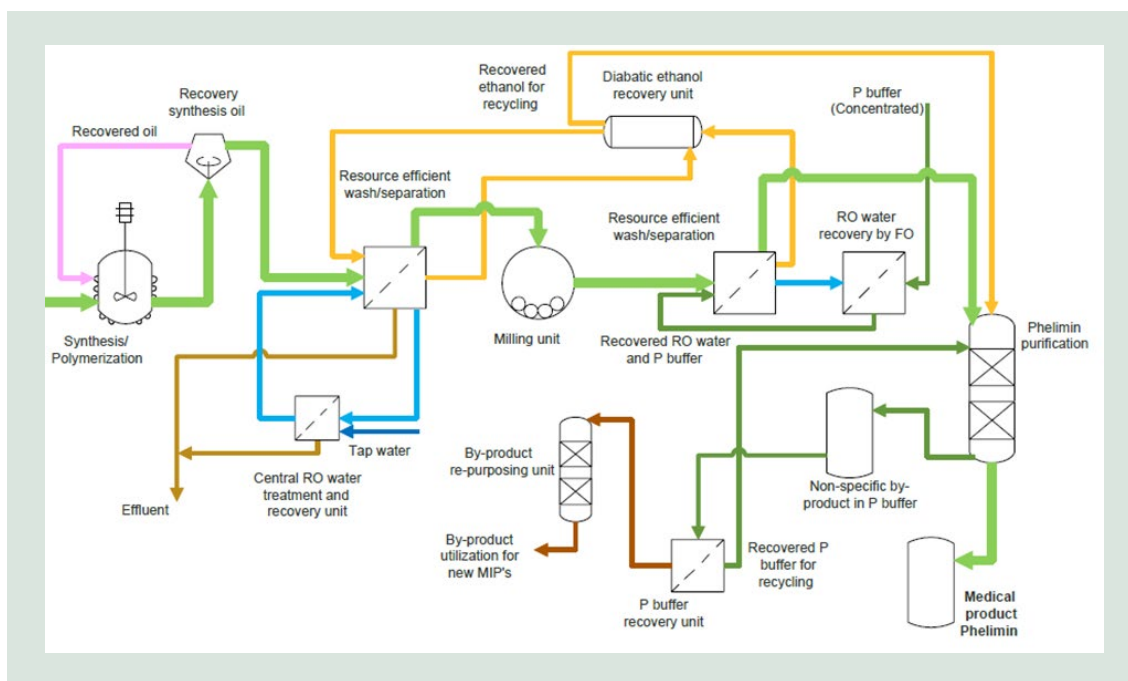 Recovered
ethanol for
recycling
Diabatic ethanol
recovery unit
P buffer
(Concentrated)
Recovery
synthesis oil
Recovered oil
Resource efficient
wash/separation
Resource efficient
wash/separation
RO water
recovery by FO
Synthesis/
Polymerization
Milling unit
Recovered RO water
and P buffer
Phelimin
purification
Tap water
Central RO water
treatment and
recovery unit
Effluent
By-product
re-purposing unit
Non-specific by-
product in P buffer
By-product
utilization for
new MIP's
Recovered P
buffer for
recycling
P buffer
recovery unit
Medical
product
Phelimin